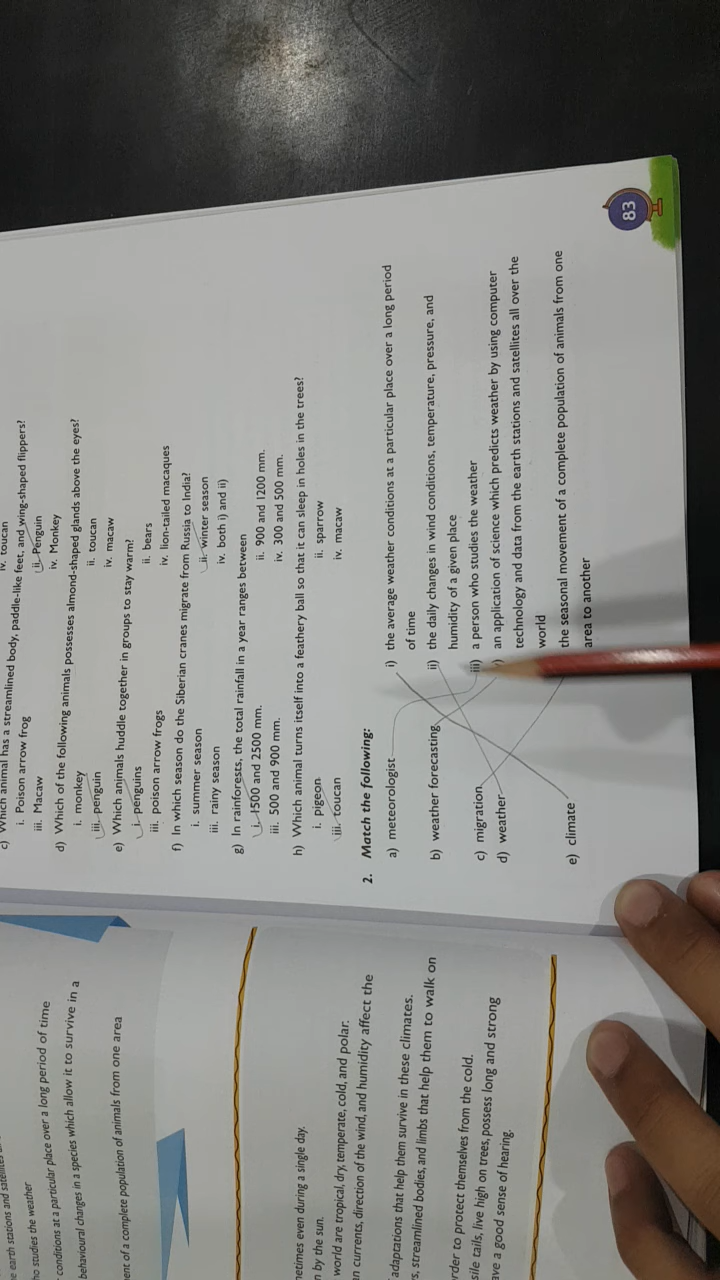 iv. toucan
c) Which animal has a streamlined body, paddle-like feet, and wing-shaped flippers?
i. Poison arrow frog
ii. Penguin
iii. Macaw
iv. Monkey
d) Which of the following animals possesses almond-shaped glands above the eyes?
i. monkey
ii. toucan
iii. penguin
iv. macaw
e) Which animals huddle together in groups to stay warm?
i. penguins
ii. bears
iii. poison arrow frogs
iv. lion-tailed macaques
f) In which season do the Siberian cranes migrate from Russia to India?
i. summer season
ii. winter season
iii. rainy season
iv. both i) and ii)
g) In rainforests, the total rainfall in a year ranges between
i. 1500 and 2500 mm.
ii. 900 and 1200 mm.
iii. 500 and 900 mm.
iv. 300 and 500 mm.
h) Which animal turns itself into a feathery ball so that it can sleep in holes in the trees?
i. pigeon
ii. sparrow
iii. toucan
iv. macaw
2. Match the following:
a) meteorologist
i) the average weather conditions at a particular place over a long period
of time
b) weather forecasting
ii) the daily changes in wind conditions, temperature, pressure, and
humidity of a given place
c) migration
iii) a person who studies the weather
d) weather
an application of science which predicts weather by using computer
technology and data from the earth stations and satellites all over the
world
e) climate
the seasonal movement of a complete population of animals from one
area to another
83
earth stations and
studies the weather
conditions at a particular place over a long period of time
behavioural changes in a species which allow it to survive in a
of a complete population of animals from one area
even during a single day.
by the sun.
world are tropical, dry, temperate, cold, and polar.
currents, direction of the wind, and humidity affect the
adaptations that help them survive in these climates.
streamlined bodies, and limbs that help them to walk on
to protect themselves from the cold.
tails, live high on trees, possess long and strong
a good sense of hearing.